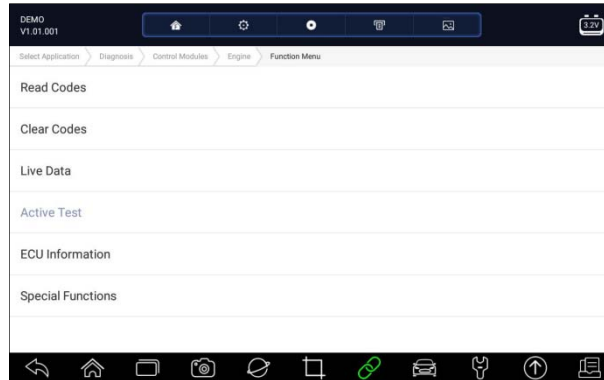 DEMO
V1.01.001
3.2V
Select Application Diagnosis Control Modules Engine Function Menu
Read Codes
Clear Codes
Live Data
Active Test
ECU Information
Special Functions